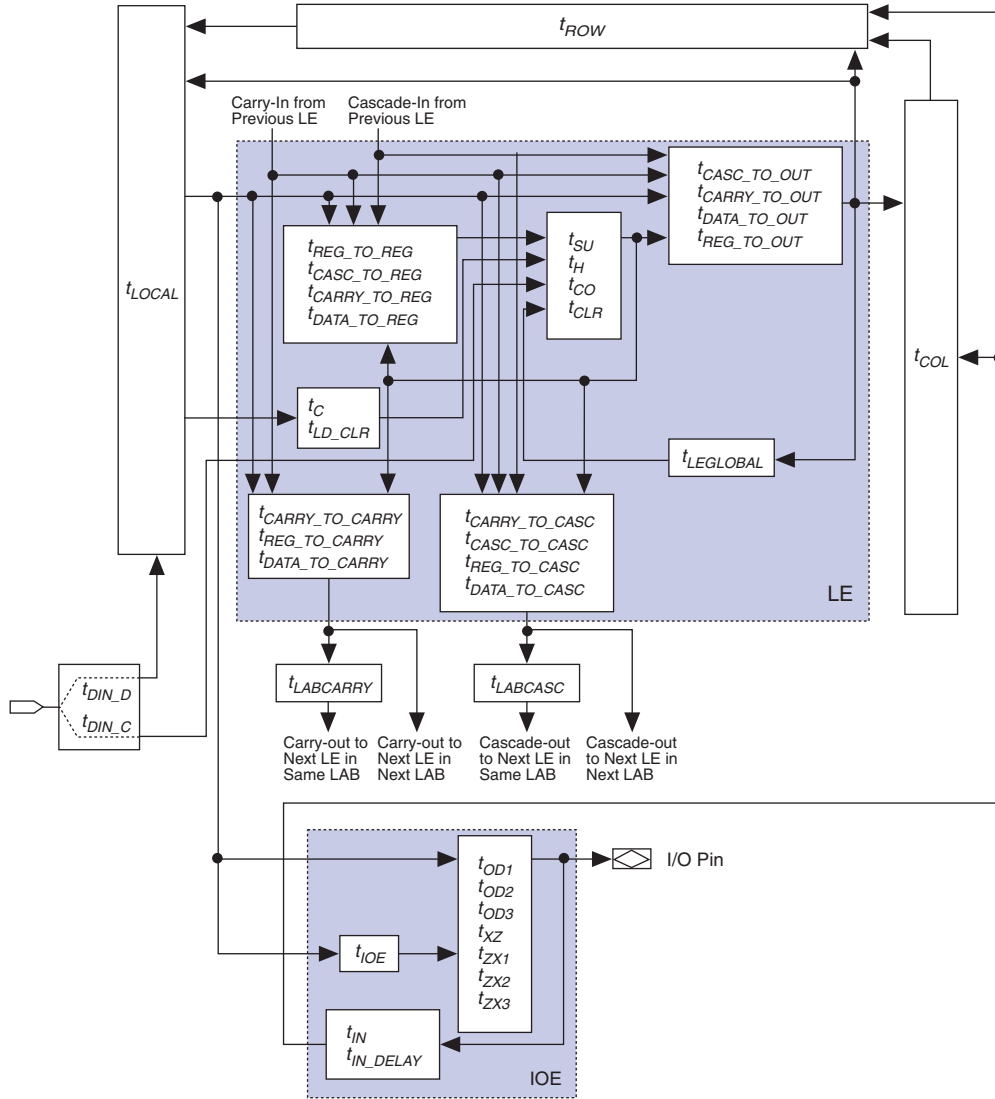 tROW
Carry-In from
Previous LE
Cascade-In from
Previous LE
tLOCAL
tREG_TO_REG
tCASC_TO_REG
tCARRY_TO_REG
tDATA_TO_REG
tSU
tH
tCO
tCLR
tCASC_TO_OUT
tCARRY_TO_OUT
tDATA_TO_OUT
tREG_TO_OUT
tCOL
tC
tLD_CLR
tLEGLOBAL
tCARRY_TO_CARRY
tREG_TO_CARRY
tDATA_TO_CARRY
tCARRY_TO_CASC
tCASC_TO_CASC
tREG_TO_CASC
tDATA_TO_CASC
LE
tDIN_D
tDIN_C
tLABCARRY
tLABCASC
Carry-out to
Next LE in
Same LAB
Carry-out to
Next LE in
Next LAB
Cascade-out
to Next LE in
Same LAB
Cascade-out
to Next LE in
Next LAB
tOD1
tOD2
tOD3
tXZ
tZX1
tZX2
tZX3
I/O Pin
tIOE
tIN
tIN_DELAY
IOE